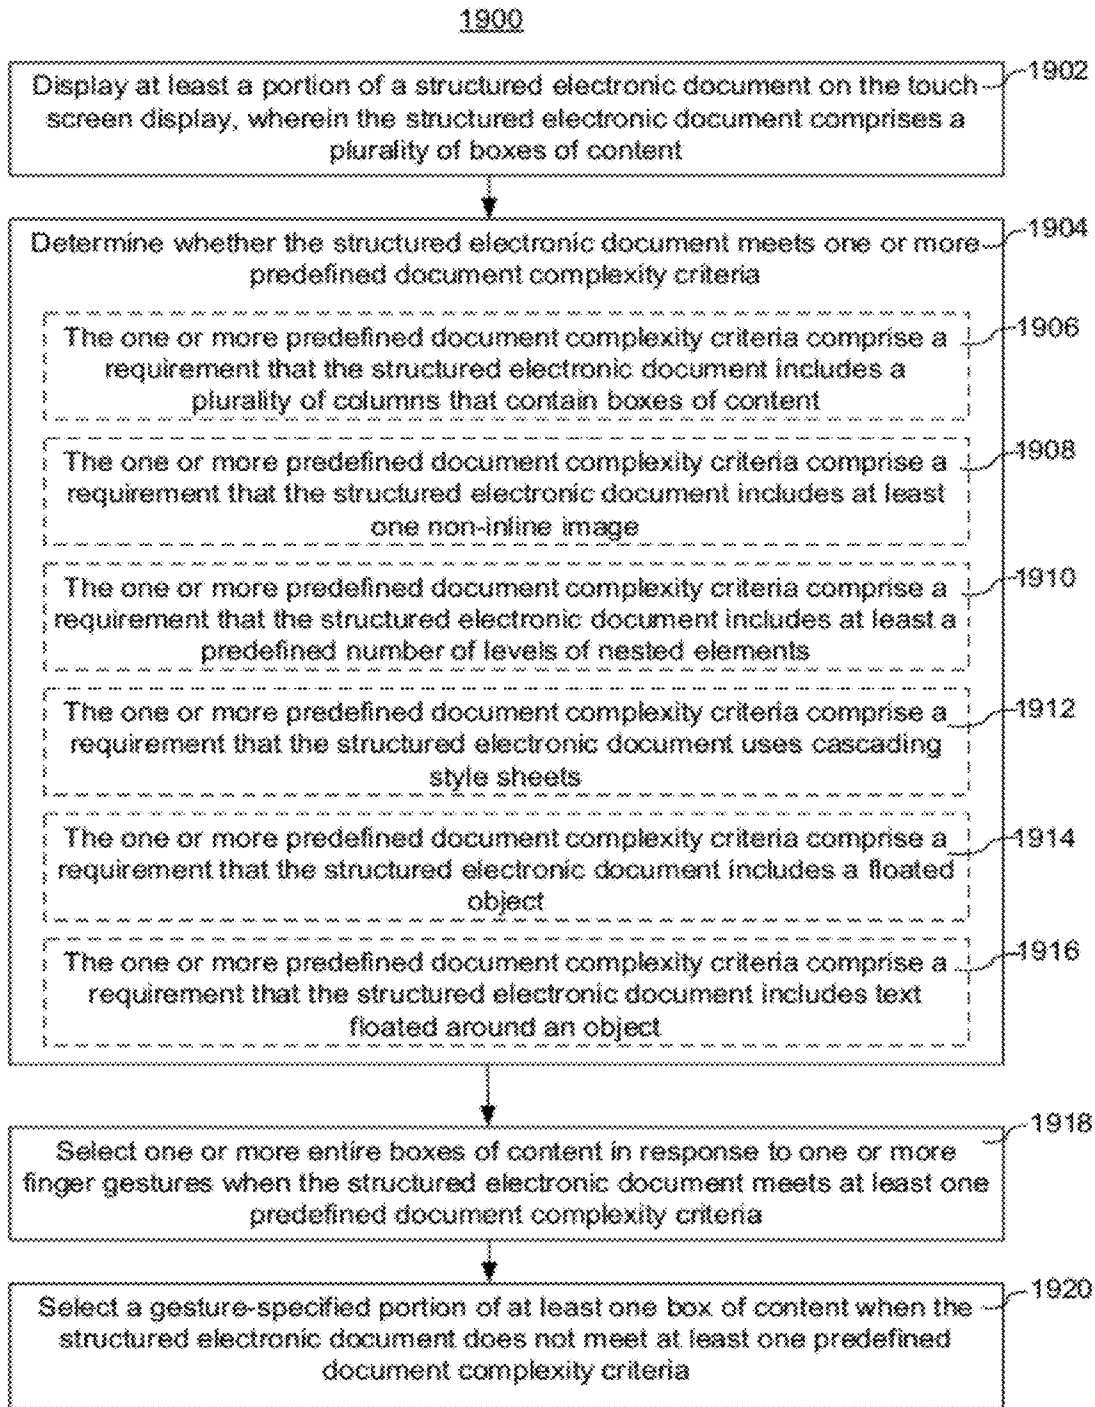 1900
Display at least a portion of a structured electronic document on the touch
1902
screen display, wherein the structured electronic document comprises a
plurality of boxes of content
Determine whether the structured electronic document meets one or more
1904
predefined document complexity criteria
The one or more predefined document complexity criteria comprise a
1906
requirement that the structured electronic document includes a
plurality of columns that contain boxes of content
The one or more predefined document complexity criteria comprise a
1908
requirement that the structured electronic document includes at least
one non-inline image
The one or more predefined document complexity criteria comprise a
1910
requirement that the structured electronic document includes at least a
predefined number of levels of nested elements
The one or more predefined document complexity criteria comprise a
1912
requirement that the structured electronic document uses cascading
style sheets
The one or more predefined document complexity criteria comprise a
1914
requirement that the structured electronic document includes a floated
object
The one or more predefined document complexity criteria comprise a
1916
requirement that the structured electronic document includes text
floated around an object
Select one or more entire boxes of content in response to one or more
1918
finger gestures when the structured electronic document meets at least one
predefined document complexity criteria
Select a gesture-specified portion of at least one box of content when the
1920
structured electronic document does not meet at least one predefined
document complexity criteria